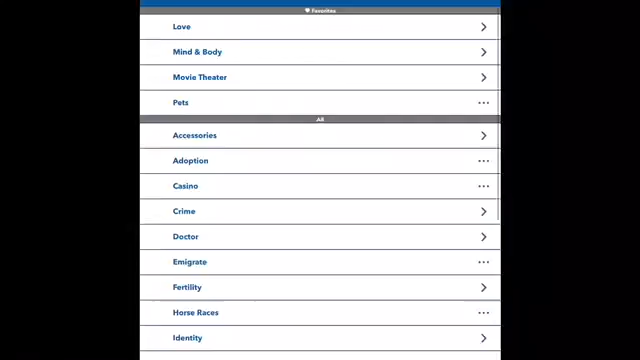 Favorites
Love
Mind & Body
Movie Theater
Pets
All
Accessories
Adoption
Casino
Crime
Doctor
Emigrate
Fertility
Horse Races
Identity